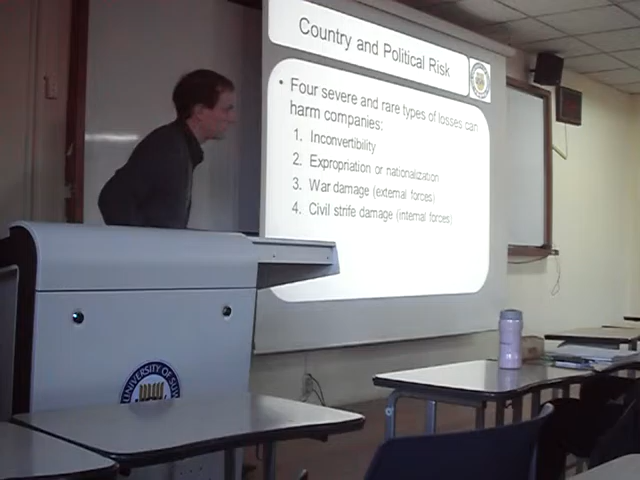 Country and Political Risk
• Four severe and rare types of losses can
harm companies:
1. Inconvertibility
2. Expropriation or nationalization
3. War damage (external forces)
4. Civil strife damage (internal forces)
UNIVERSITY OF